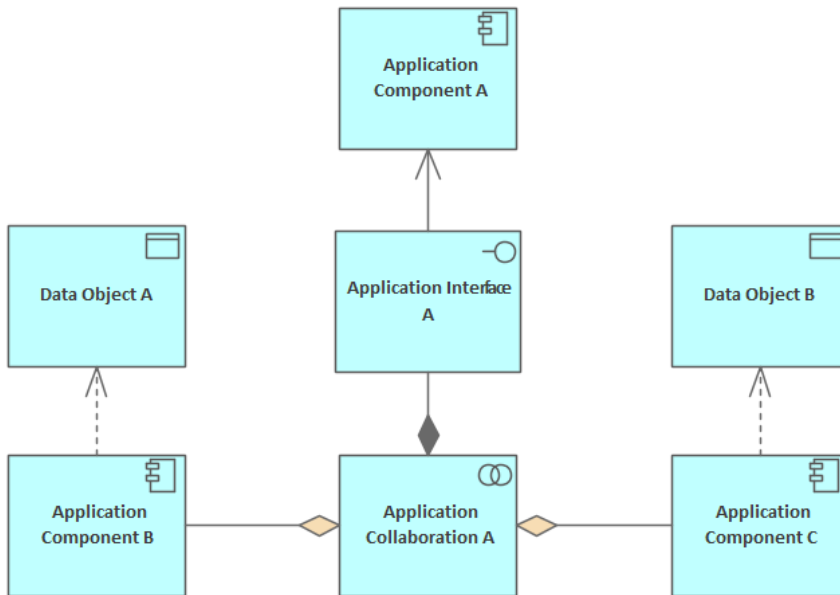 Application
Component A
Data Object A
Application Interface
A
Data Object B
Application
Component B
Application
Collaboration A
Application
Component C